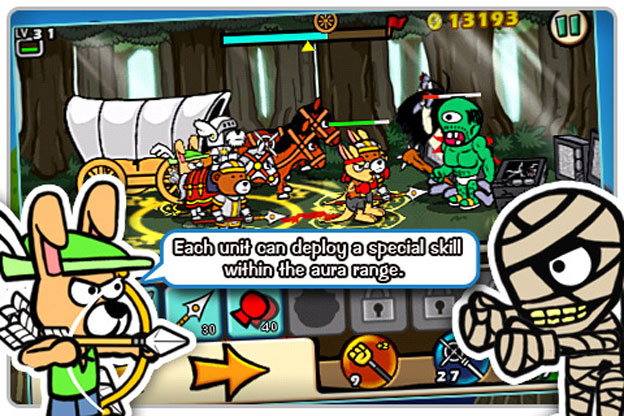 LV.31
13193
Each unit can deploy a special skill
within the aura range.
30
40
×2
9
27